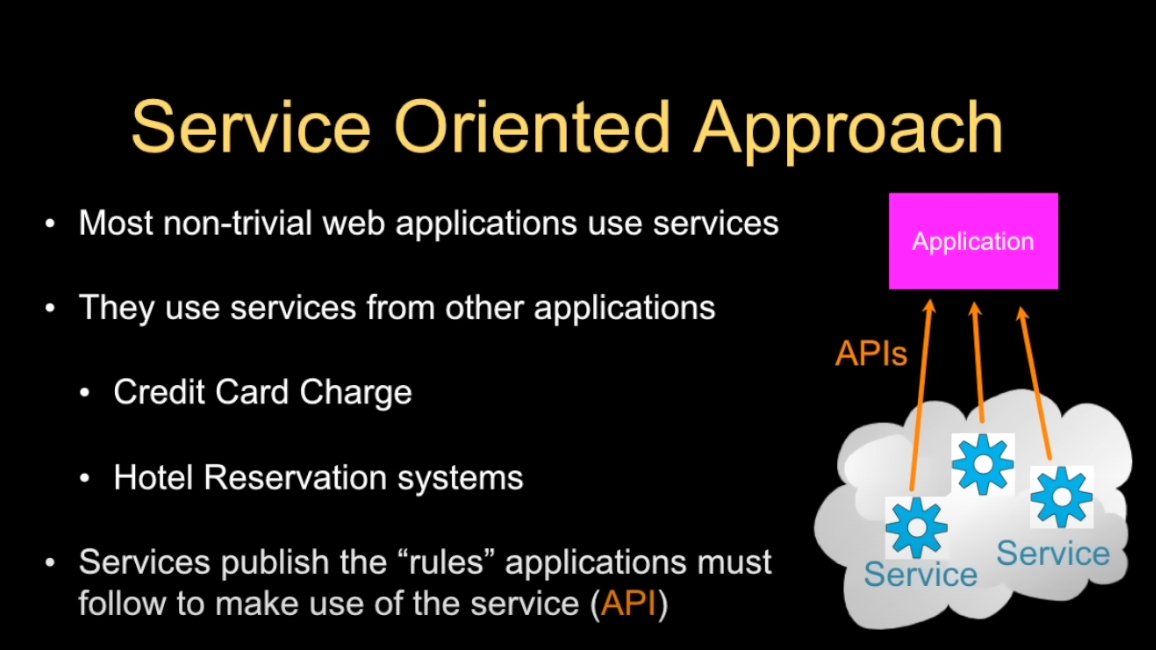 Service Oriented Approach
• Most non-trivial web applications use services
• They use services from other applications
• Credit Card Charge
• Hotel Reservation systems
• Services publish the “rules” applications must
follow to make use of the service (API)
Application
APIs
Service
Service